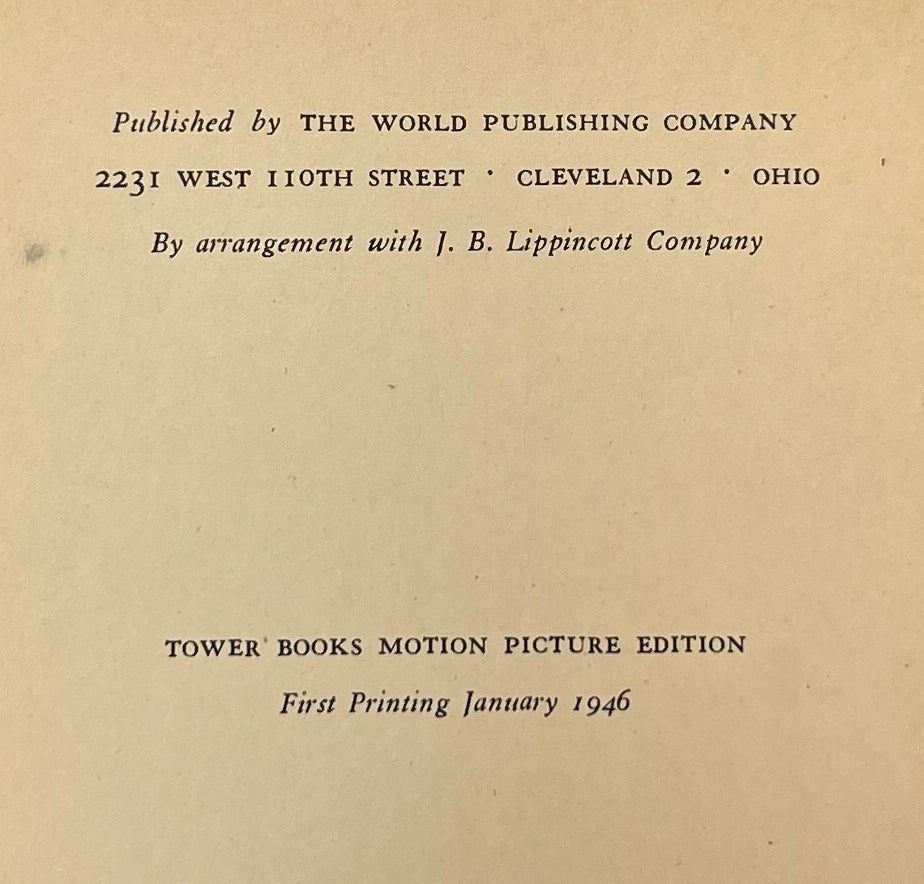 Published by THE WORLD PUBLISHING COMPANY
2231 WEST 110TH STREET · CLEVELAND 2 · OHIO
By arrangement with J. B. Lippincott Company
TOWER BOOKS MOTION PICTURE EDITION
First Printing January 1946